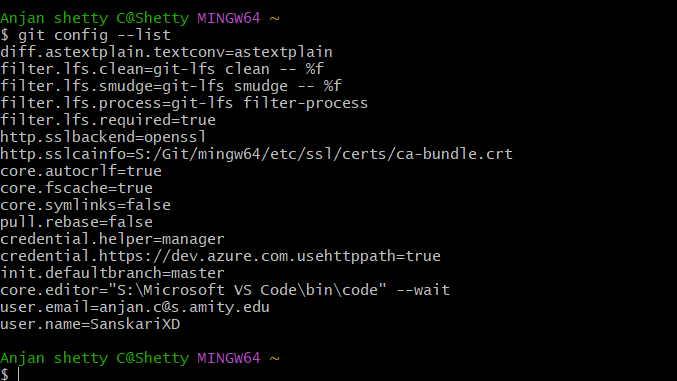 Anjan shetty C@Shetty MINGW64 ~
$ git config --list
diff.astextplain.textconv=astextplain
filter.lfs.clean=git-lfs clean -- %f
filter.lfs.smudge=git-lfs smudge -- %f
filter.lfs.process=git-lfs filter-process
filter.lfs.required=true
http.sslbackend=openssl
http.sslcainfo=S:/Git/mingw64/etc/ssl/certs/ca-bundle.crt
core.autocrlf=true
core.fscache=true
core.symlinks=false
pull.rebase=false
credential.helper=manager
credential.https://dev.azure.com.usehttppath=true
init.defaultbranch=master
core.editor="S:\Microsoft VS Code\bin\code" --wait
user.email=anjan.c@s.amity.edu
user.name=SanskariXD
Anjan shetty C@Shetty MINGW64 ~
$